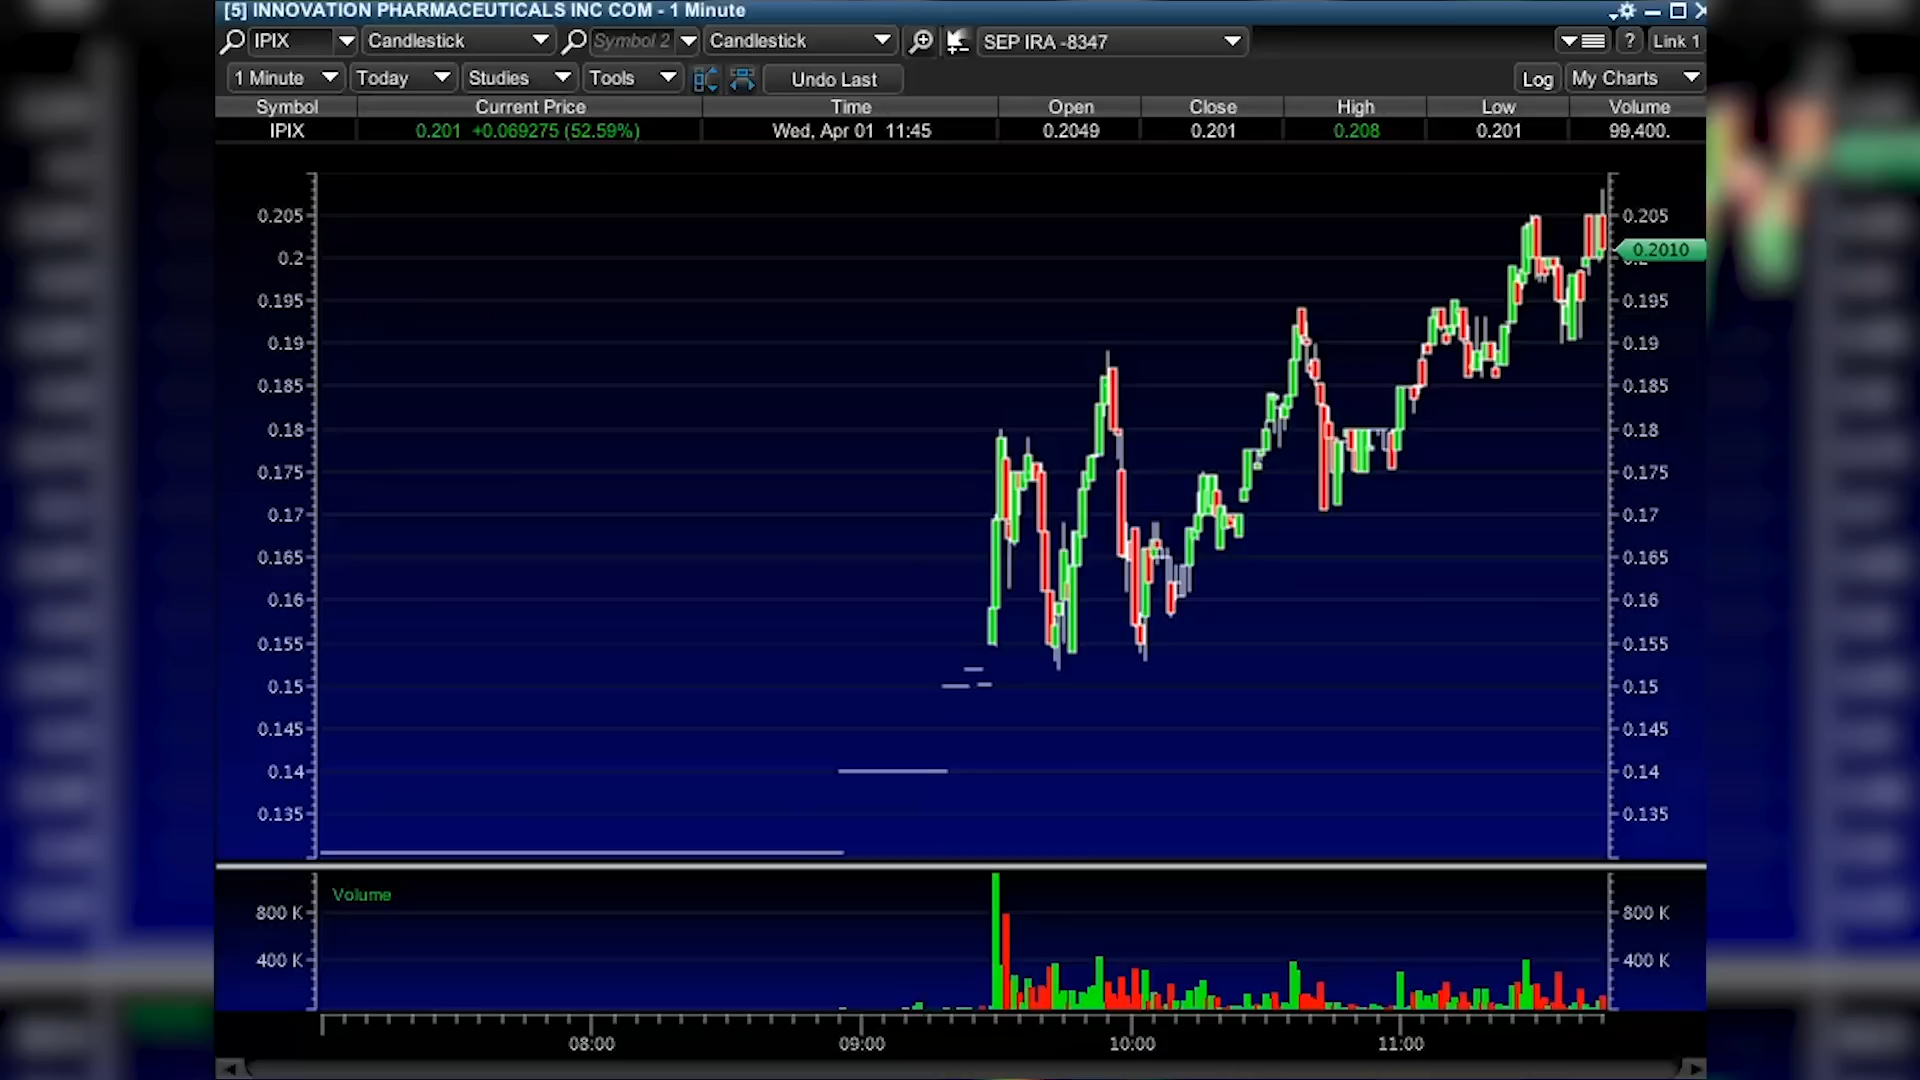 [5] INNOVATION PHARMACEUTICALS INC COM - 1 Minute
IPIX Candlestick Symbol 2 Candlestick SEP IRA -8347 ? Link 1
1 Minute Today Studies Tools Undo Last Log My Charts
Symbol Current Price Time Open Close High Low Volume
IPIX 0.201 +0.069275 (52.59%) Wed, Apr 01 11:45 0.2049 0.201 0.208 0.201 99,400.
0.205 0.205
0.2010
0.2
0.195 0.195
0.19 0.19
0.185 0.185
0.18 0.18
0.175 0.175
0.17 0.17
0.165 0.165
0.16 0.16
0.155 0.155
0.15 0.15
0.145 0.145
0.14 0.14
0.135 0.135
Volume
800 K 800 K
400 K 400 K
08:00 09:00 10:00 11:00